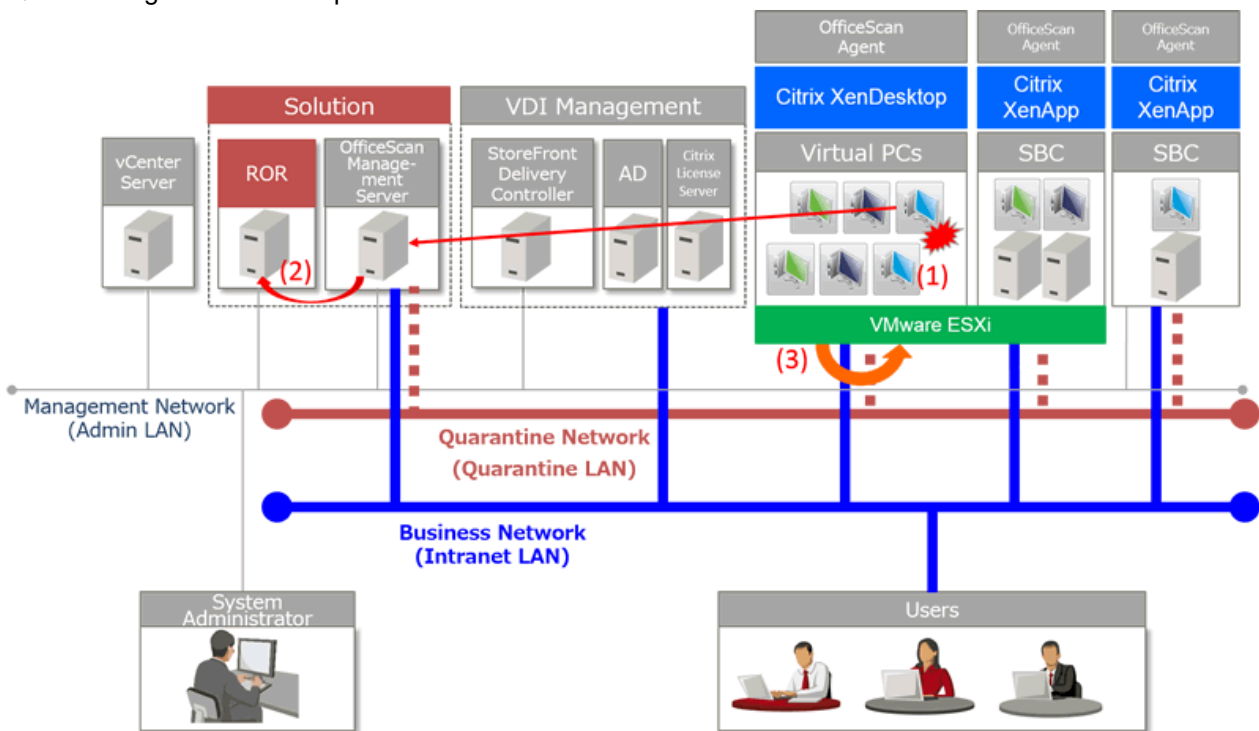 OfficeScan
Agent
OfficeScan
Agent
OfficeScan
Agent
Citrix XenDesktop
Citrix
XenApp
Citrix
XenApp
Solution
VDI Management
vCenter
Server
ROR
OfficeScan
Manage-
ment
Server
StoreFront
Delivery
Controller
AD
Citrix
License
Server
Virtual PCs
SBC
SBC
(2)
(1)
VMware ESXi
(3)
Management Network
(Admin LAN)
Quarantine Network
(Quarantine LAN)
Business Network
(Intranet LAN)
System
Administrator
Users